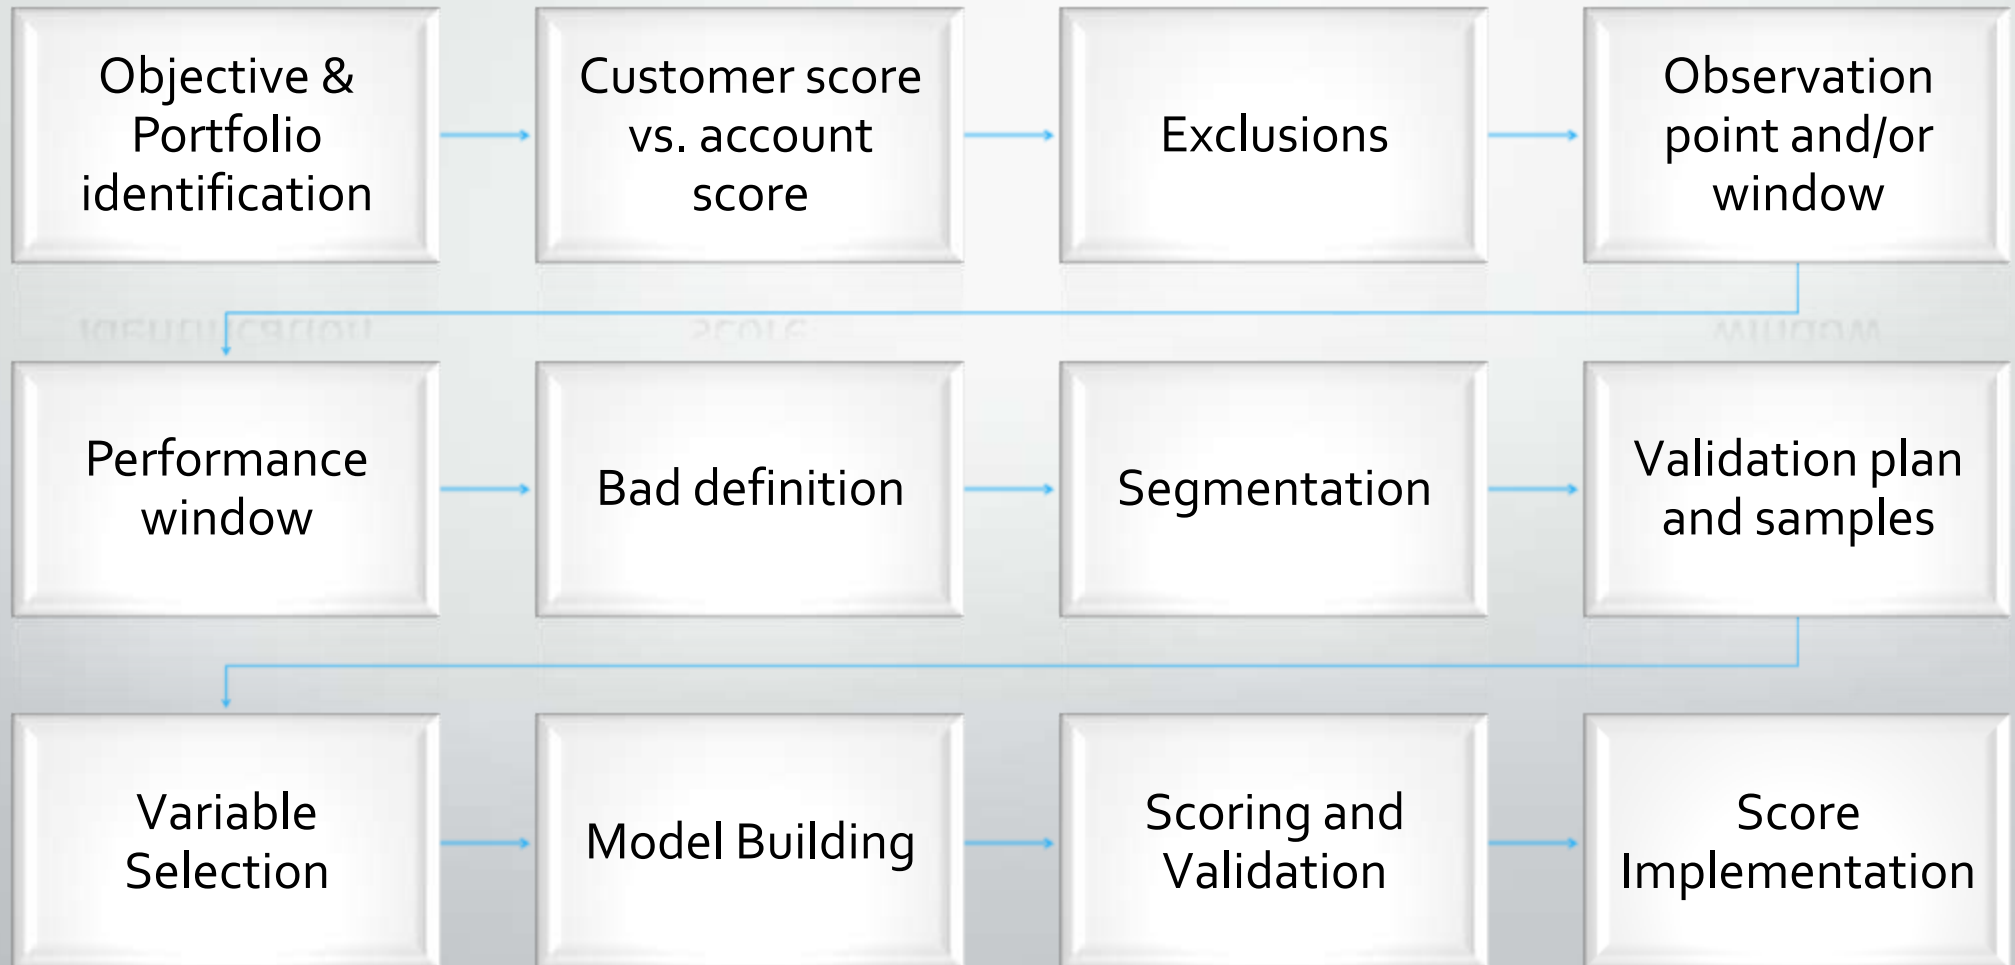 Objective &
Portfolio
identification
Customer score
vs. account
score
Exclusions
Observation
point and/or
window
Performance
window
Bad definition
Segmentation
Validation plan
and samples
Variable
Selection
Model Building
Scoring and
Validation
Score
Implementation